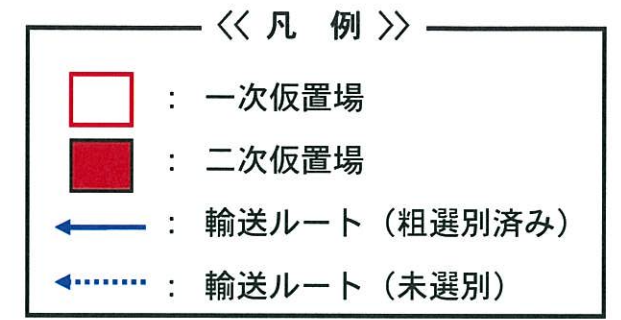 《 凡 例 》
： 一次仮置場
： 二次仮置場
： 輸送ルート（粗選別済み）
： 輸送ルート（未選別）